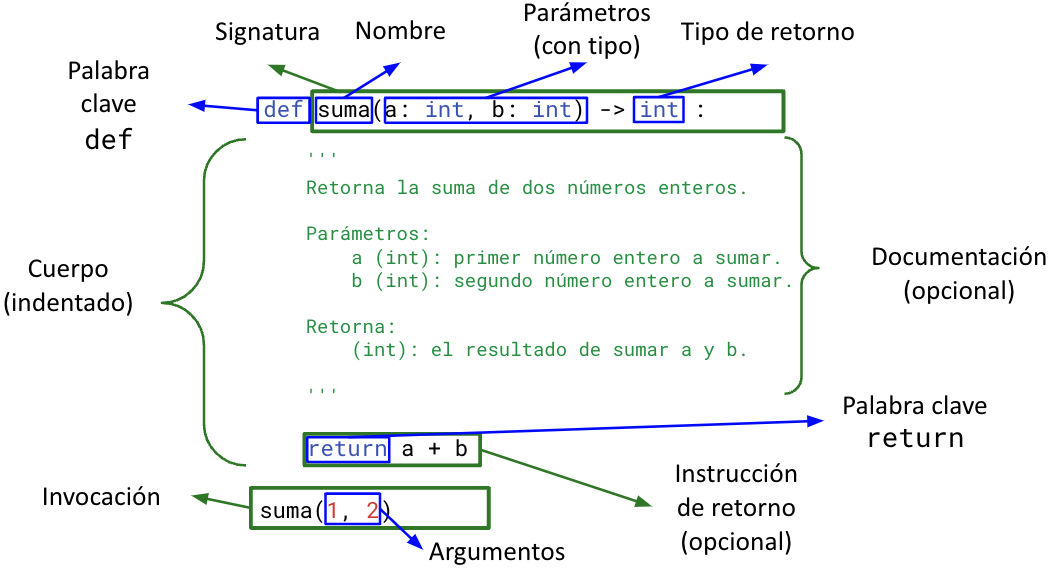 Signatura
Nombre
Parámetros
(con tipo)
Tipo de retorno
Palabra
clave
def
def suma(a: int, b: int) -> int :
'''
Retorna la suma de dos números enteros.
Parámetros:
a (int): primer número entero a sumar.
b (int): segundo número entero a sumar.
Retorna:
(int): el resultado de sumar a y b.
'''
Cuerpo
(indentado)
Documentación
(opcional)
Palabra clave
return
return a + b
Instrucción
de retorno
(opcional)
Invocación
suma(1, 2)
Argumentos